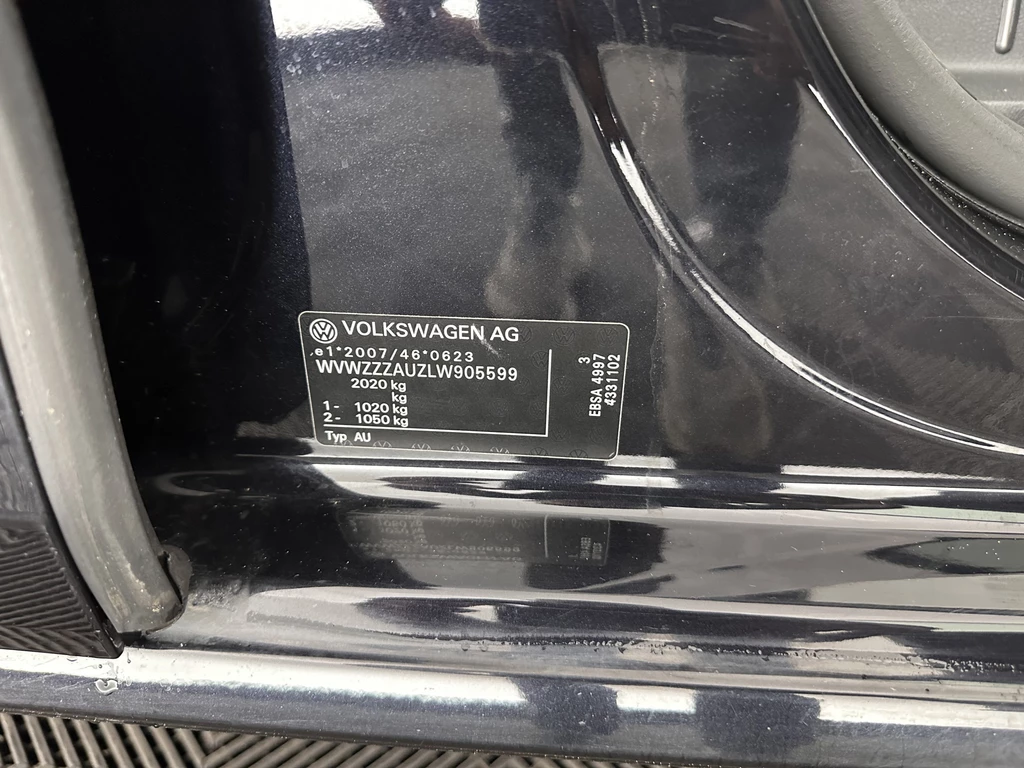 VOLKSWAGEN AG
e1*2007/46*0623
WVWZZZAUZLW905599
2020 kg
kg
1- 1020 kg
2- 1050 kg
Typ AU
3
EBSA 4997
4331102